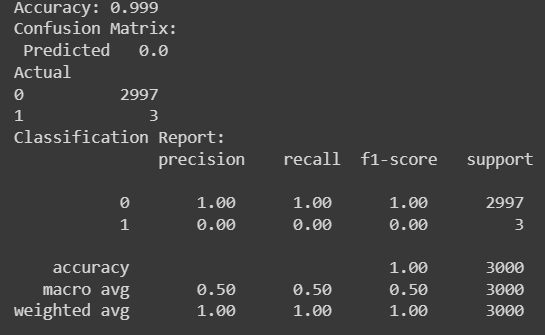 Accuracy: 0.999
Confusion Matrix:
Predicted 0.0
Actual
0 2997
1 3
Classification Report:
precision recall f1-score support
0 1.00 1.00 1.00 2997
1 0.00 0.00 0.00 3
accuracy 1.00 3000
macro avg 0.50 0.50 0.50 3000
weighted avg 1.00 1.00 1.00 3000